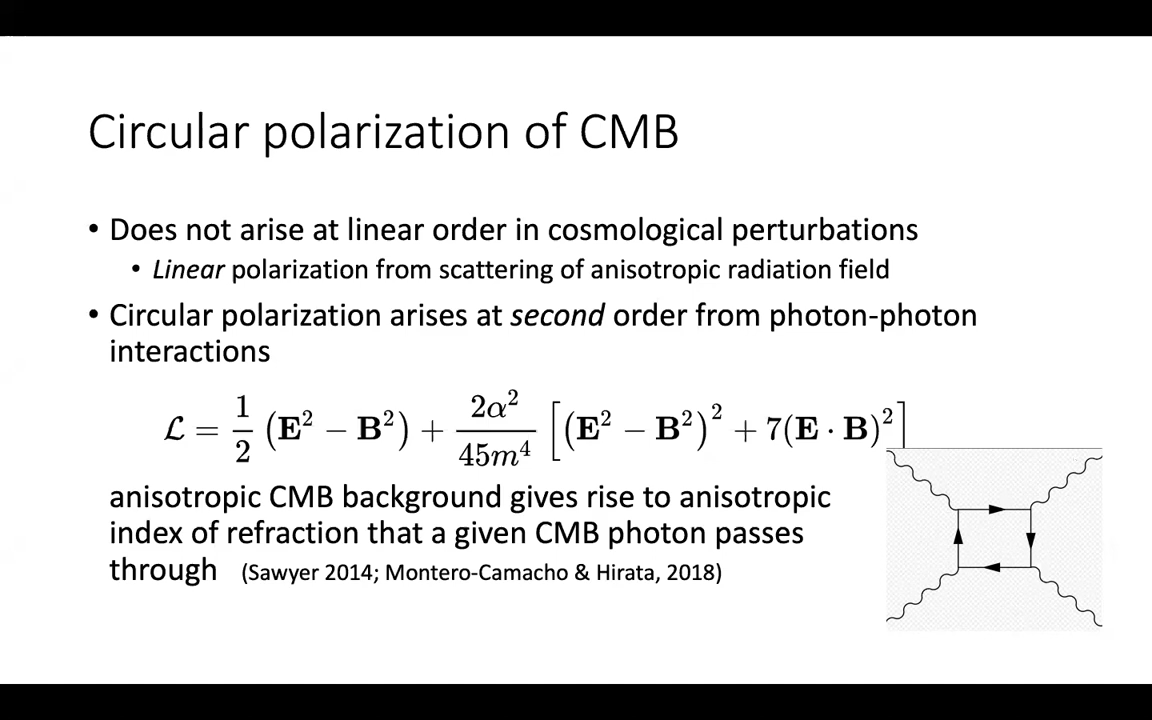 Circular polarization of CMB
• Does not arise at linear order in cosmological perturbations
• Linear polarization from scattering of anisotropic radiation field
• Circular polarization arises at second order from photon-photon
interactions
ℒ = 1/2 (E² − B²) + 2α²/45m⁴ [(E² − B²)² + 7(E · B)²]
anisotropic CMB background gives rise to anisotropic
index of refraction that a given CMB photon passes
through (Sawyer 2014; Montero-Camacho & Hirata, 2018)